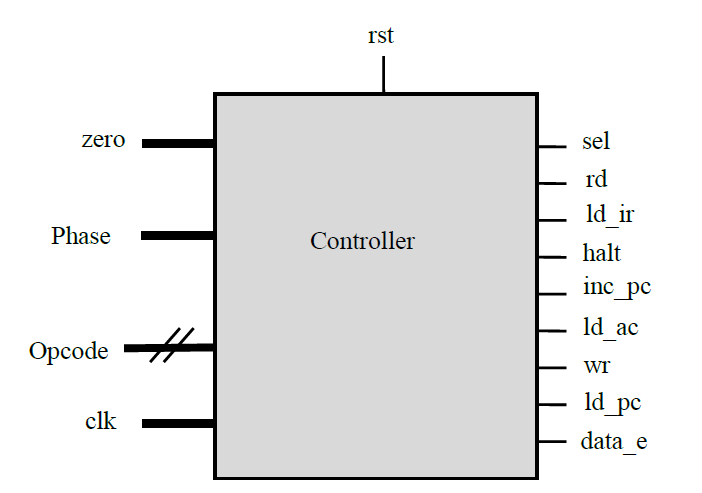 rst
zero
Phase
Opcode
clk
Controller
sel
rd
ld_ir
halt
inc_pc
ld_ac
wr
ld_pc
data_e